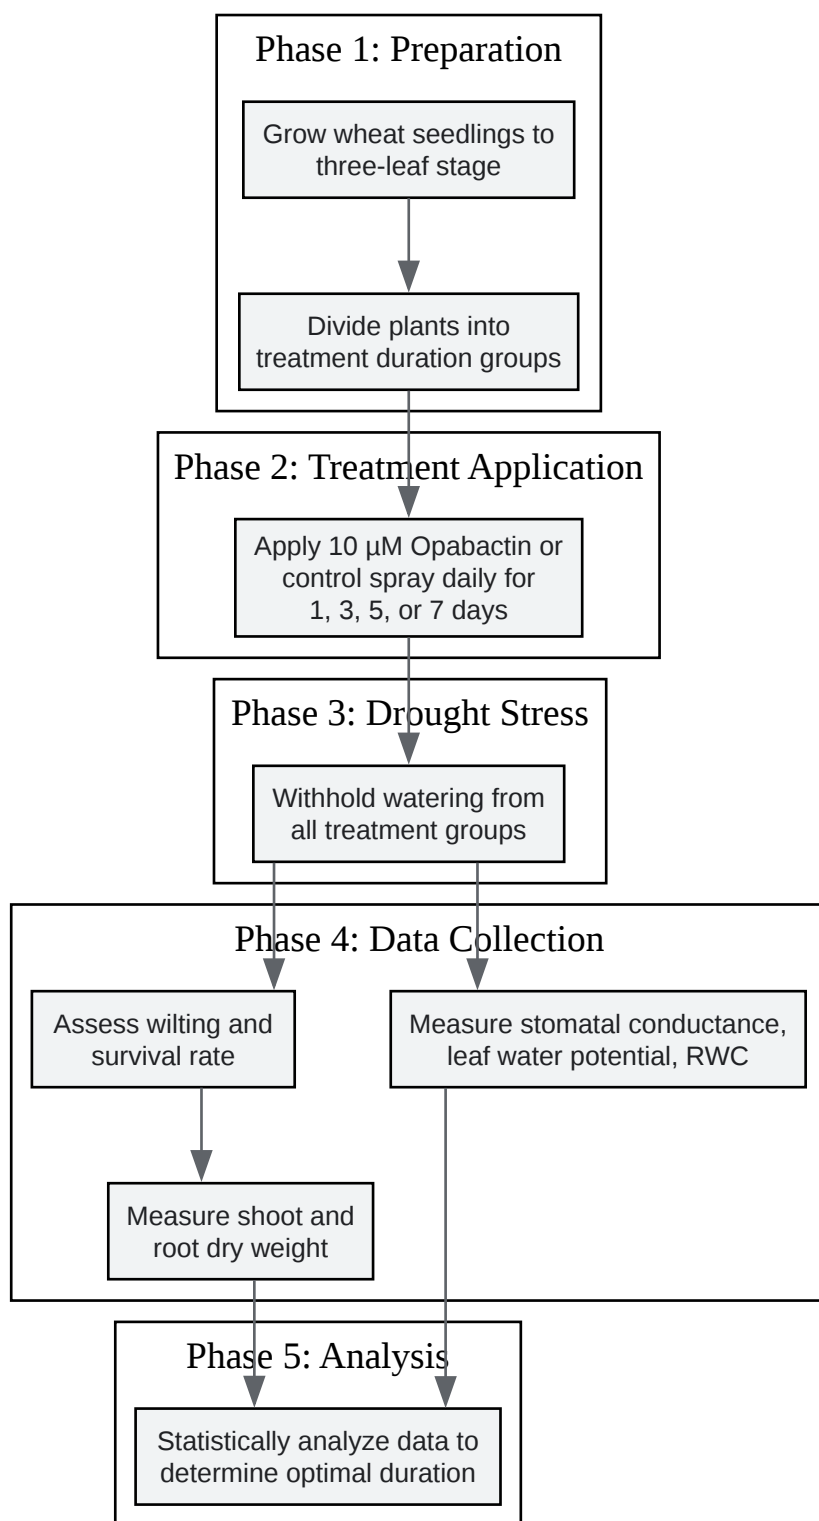 Phase 1: Preparation
Grow wheat seedlings to
three-leaf stage
Divide plants into
treatment duration groups
Phase 2: Treatment Application
Apply 10 µM Opabactin or
control spray daily for
1, 3, 5, or 7 days
Phase 3: Drought Stress
Withhold watering from
all treatment groups
Phase 4: Data Collection
Assess wilting and
survival rate
Measure stomatal conductance,
leaf water potential, RWC
Measure shoot and
root dry weight
Phase 5: Analysis
Statistically analyze data to
determine optimal duration